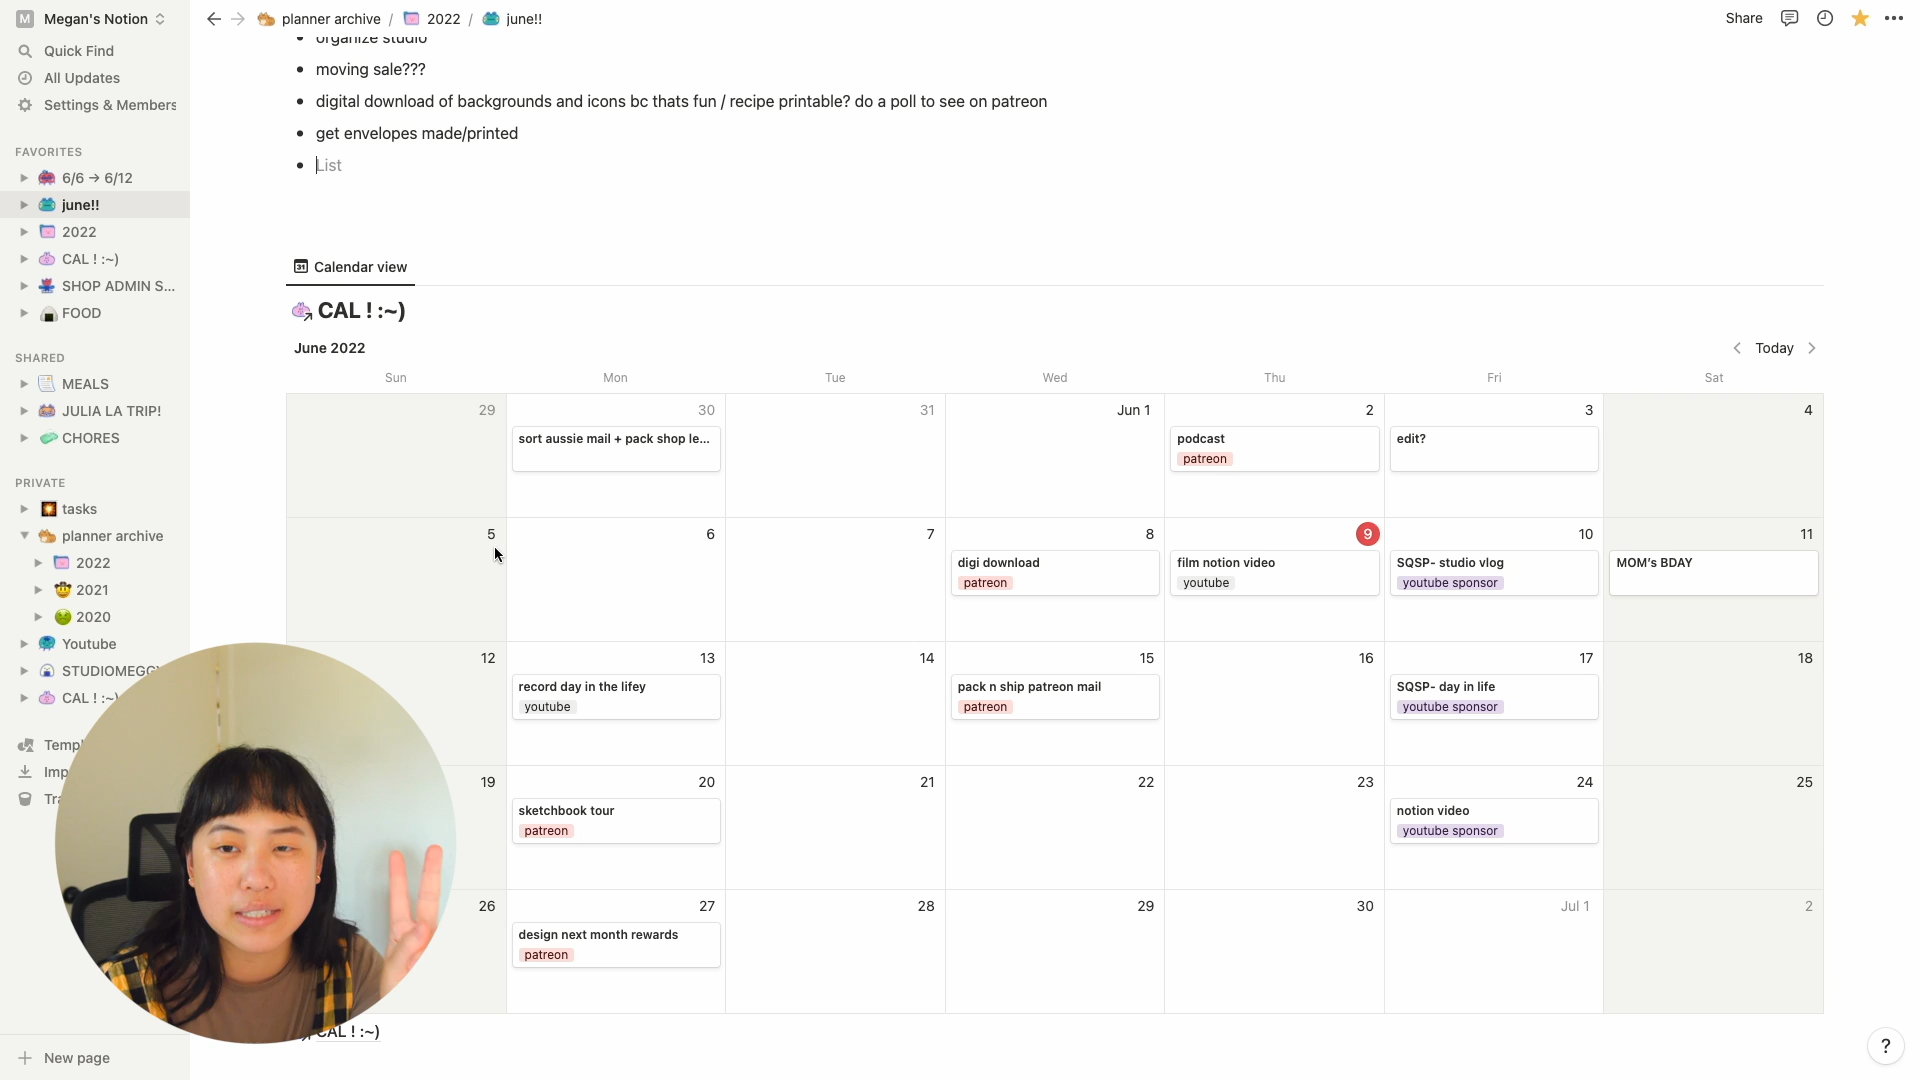 M Megan's Notion
Quick Find
All Updates
Settings & Members
FAVORITES
6/6 → 6/12
june!!
2022
CAL ! :~)
SHOP ADMIN S...
FOOD
SHARED
MEALS
JULIA LA TRIP!
CHORES
PRIVATE
tasks
planner archive
2022
2021
2020
Youtube
STUDIOMEGG
CAL ! :~)
Templ
Imp
Tra
New page
planner archive / 2022 / june!!
Share
organize studio
moving sale???
digital download of backgrounds and icons bc thats fun / recipe printable? do a poll to see on patreon
get envelopes made/printed
List
31 Calendar view
CAL ! :~)
June 2022
Today
Sun Mon Tue Wed Thu Fri Sat
29 30 31 Jun 1 2 3 4
sort aussie mail + pack shop le...
podcast
patreon
edit?
5 6 7 8 9 10 11
digi download
patreon
film notion video
youtube
SQSP- studio vlog
youtube sponsor
MOM's BDAY
12 13 14 15 16 17 18
record day in the lifey
youtube
pack n ship patreon mail
patreon
SQSP- day in life
youtube sponsor
19 20 21 22 23 24 25
sketchbook tour
patreon
notion video
youtube sponsor
26 27 28 29 30 Jul 1 2
design next month rewards
patreon
CAL ! :~)
?